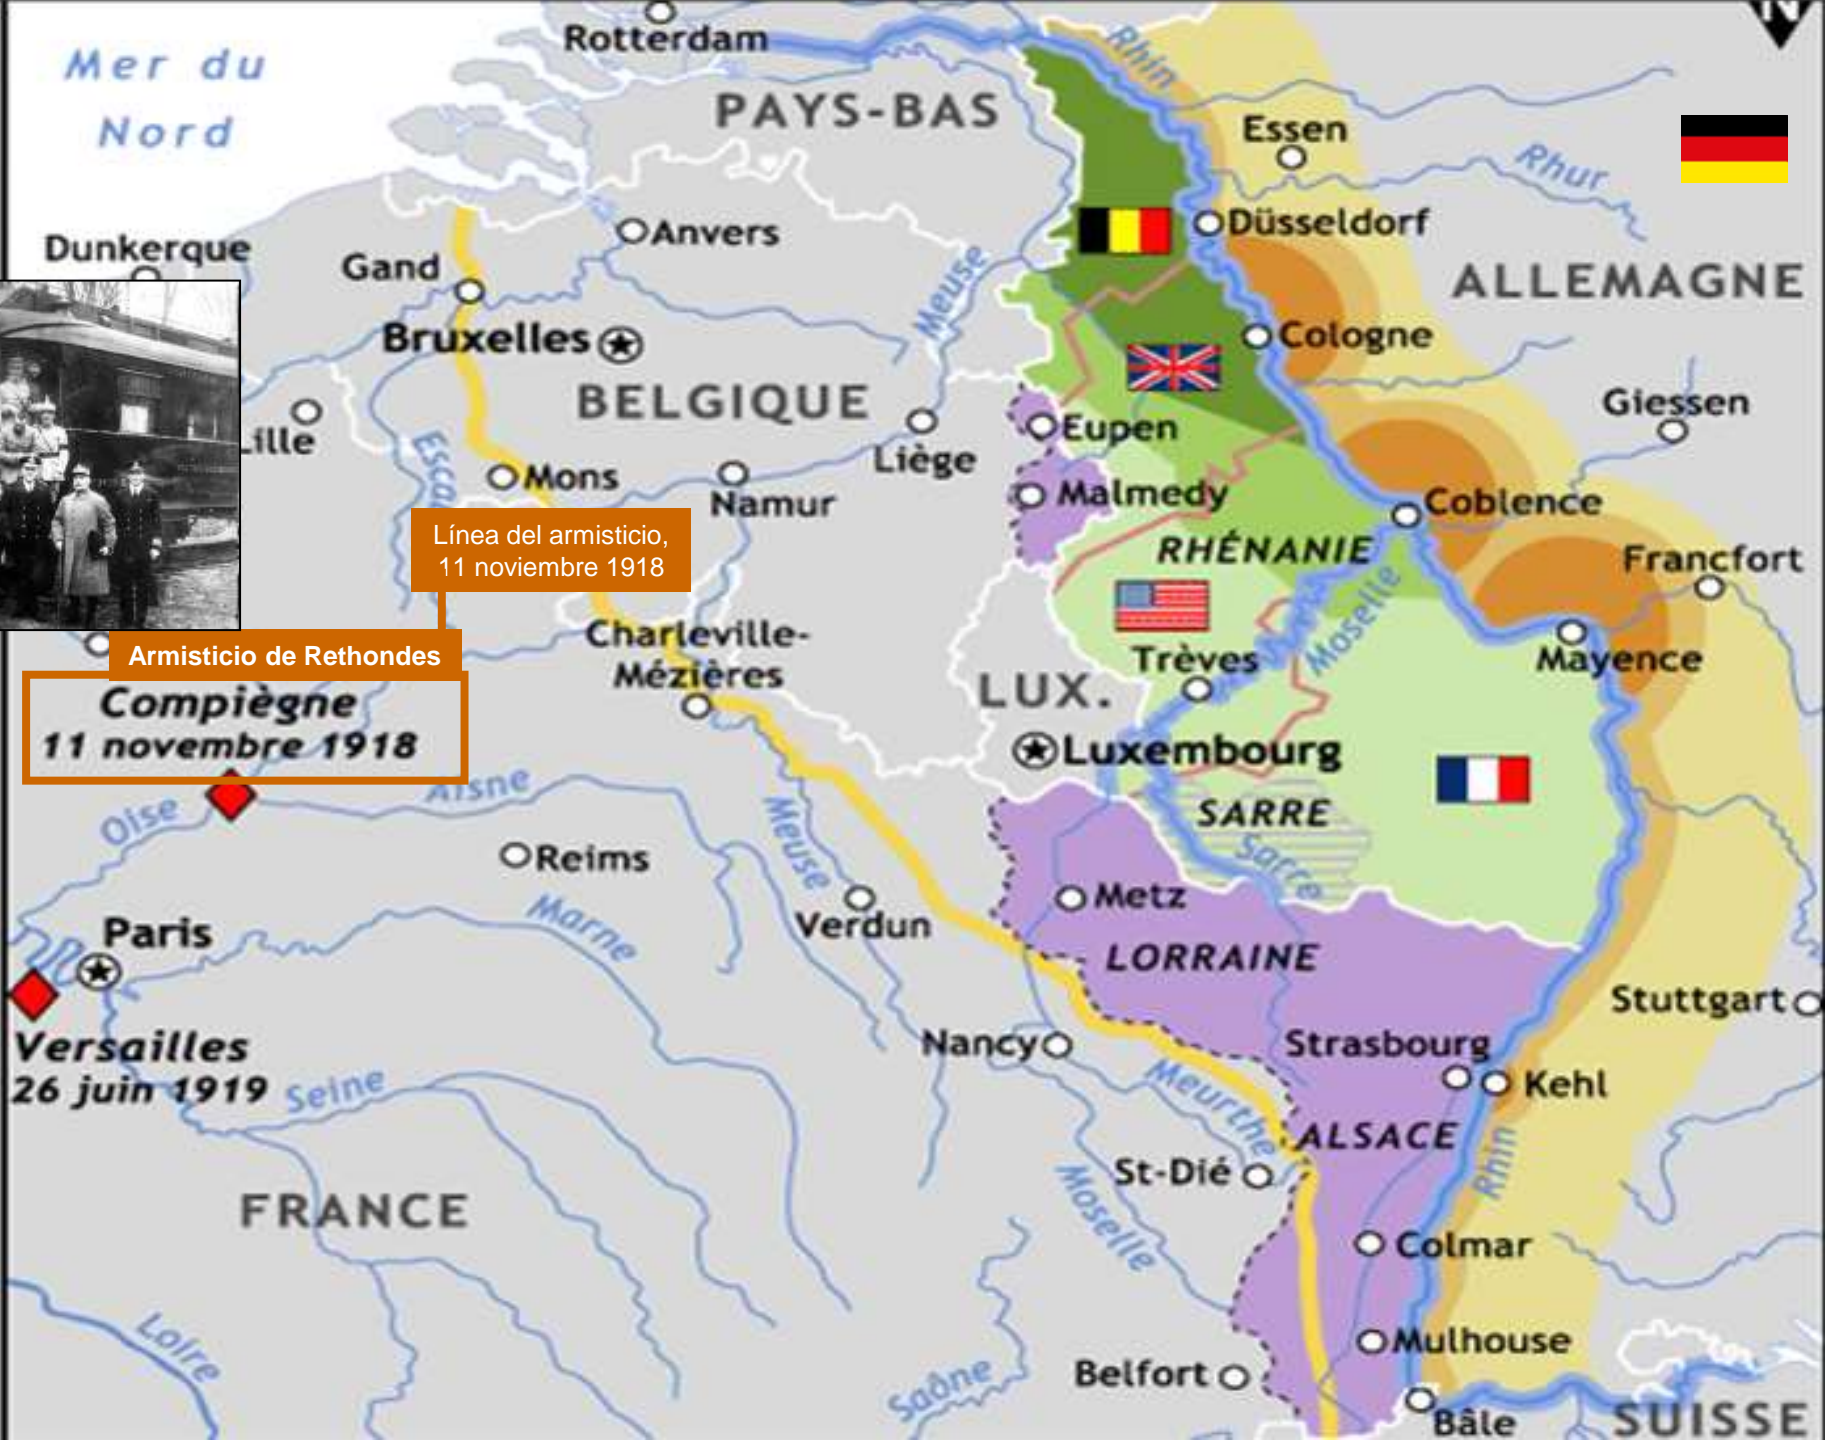 N
Rotterdam
Mer du
Nord
Rhin
PAYS-BAS
Essen
Rhur
Dunkerque
Anvers
Düsseldorf
Gand
Meuse
ALLEMAGNE
Bruxelles
Cologne
BELGIQUE
Giessen
Lille
Eupen
Liège
Escaut
Mons
Namur
Malmedy
Coblence
Línea del armisticio,
11 noviembre 1918
RHÉNANIE
Francfort
Moselle
Charleville-
Mézières
Armisticio de Rethondes
Trèves
Mayence
Compiègne
11 novembre 1918
LUX.
Luxembourg
Aisne
SARRE
Oise
Meuse
Reims
Sarre
Metz
Marne
Verdun
Paris
LORRAINE
Stuttgart
Versailles
26 juin 1919
Nancy
Strasbourg
Kehl
Seine
Meurthe
ALSACE
St-Dié
Rhin
Moselle
FRANCE
Colmar
Loire
Mulhouse
Belfort
Saône
Bâle
SUISSE